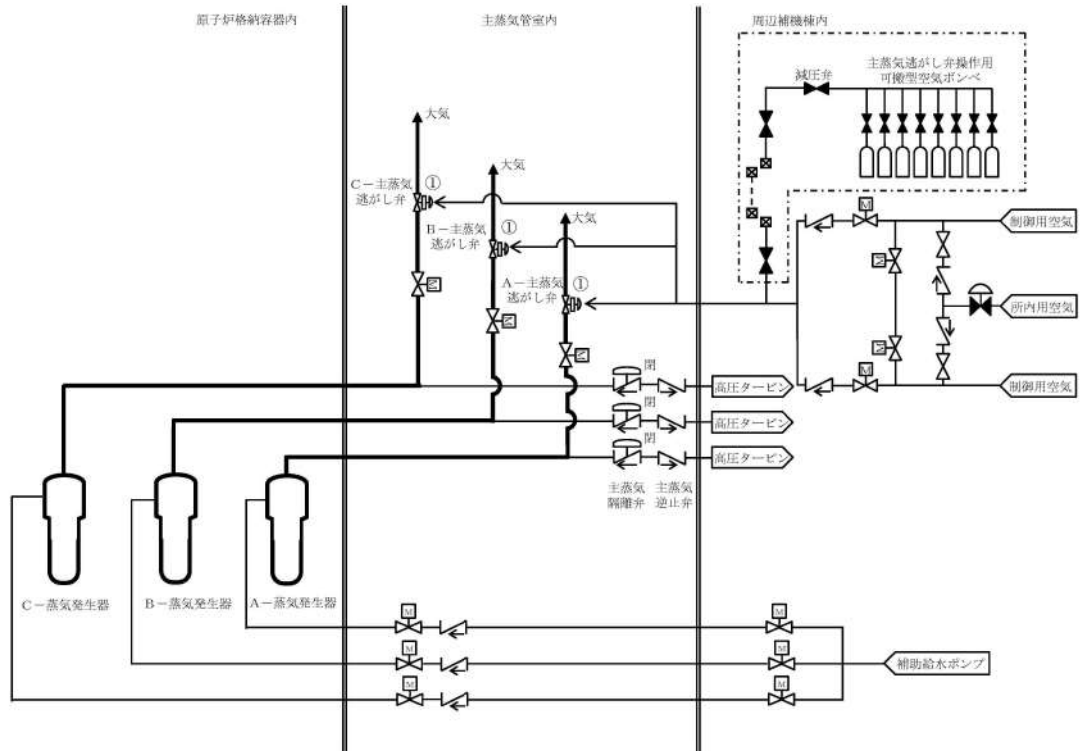 原子炉格納容器内
主蒸気管室内
周辺補機棟内
主蒸気逃がし弁操作用
可搬型空気ボンベ
減圧弁
大気
C－主蒸気
逃がし弁
①
大気
B－主蒸気
逃がし弁
①
大気
A－主蒸気
逃がし弁
①
M
M
M
M
制御用空気
M
所内用空気
M
M
制御用空気
閉
高圧タービン
閉
高圧タービン
閉
高圧タービン
主蒸気
隔離弁
主蒸気
逆止弁
C－蒸気発生器
B－蒸気発生器
A－蒸気発生器
M
M
M
M
補助給水ポンプ
M
M